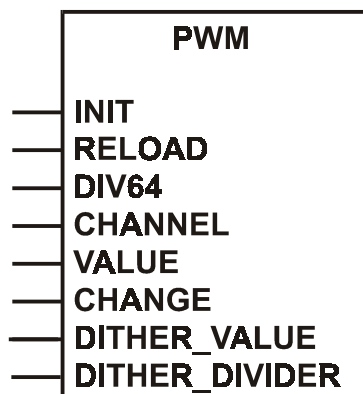 PWM
INIT
RELOAD
DIV64
CHANNEL
VALUE
CHANGE
DITHER_VALUE
DITHER_DIVIDER